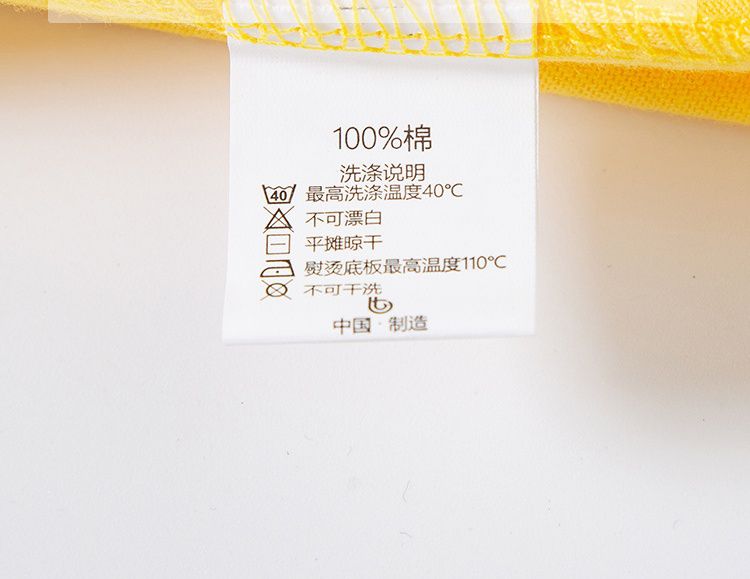 100%棉
洗涤说明
40 最高洗涤温度40℃
不可漂白
平摊晾干
熨烫底板最高温度110℃
不可干洗
中国·制造